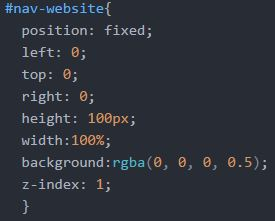 #nav-website{
position: fixed;
left: 0;
top: 0;
right: 0;
height: 100px;
width:100%;
background:rgba(0, 0, 0, 0.5);
z-index: 1;
}